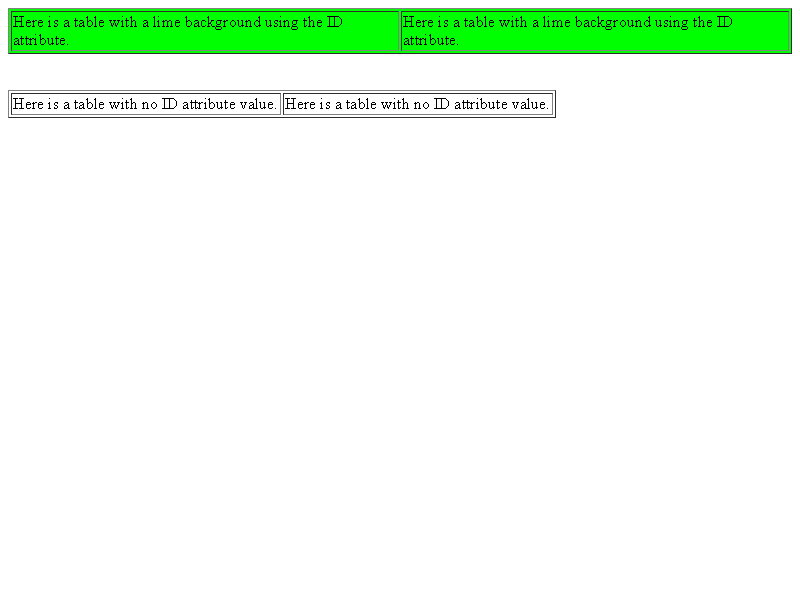 Here is a table with a lime background using the ID
attribute.
Here is a table with a lime background using the ID
attribute.
Here is a table with no ID attribute value.
Here is a table with no ID attribute value.